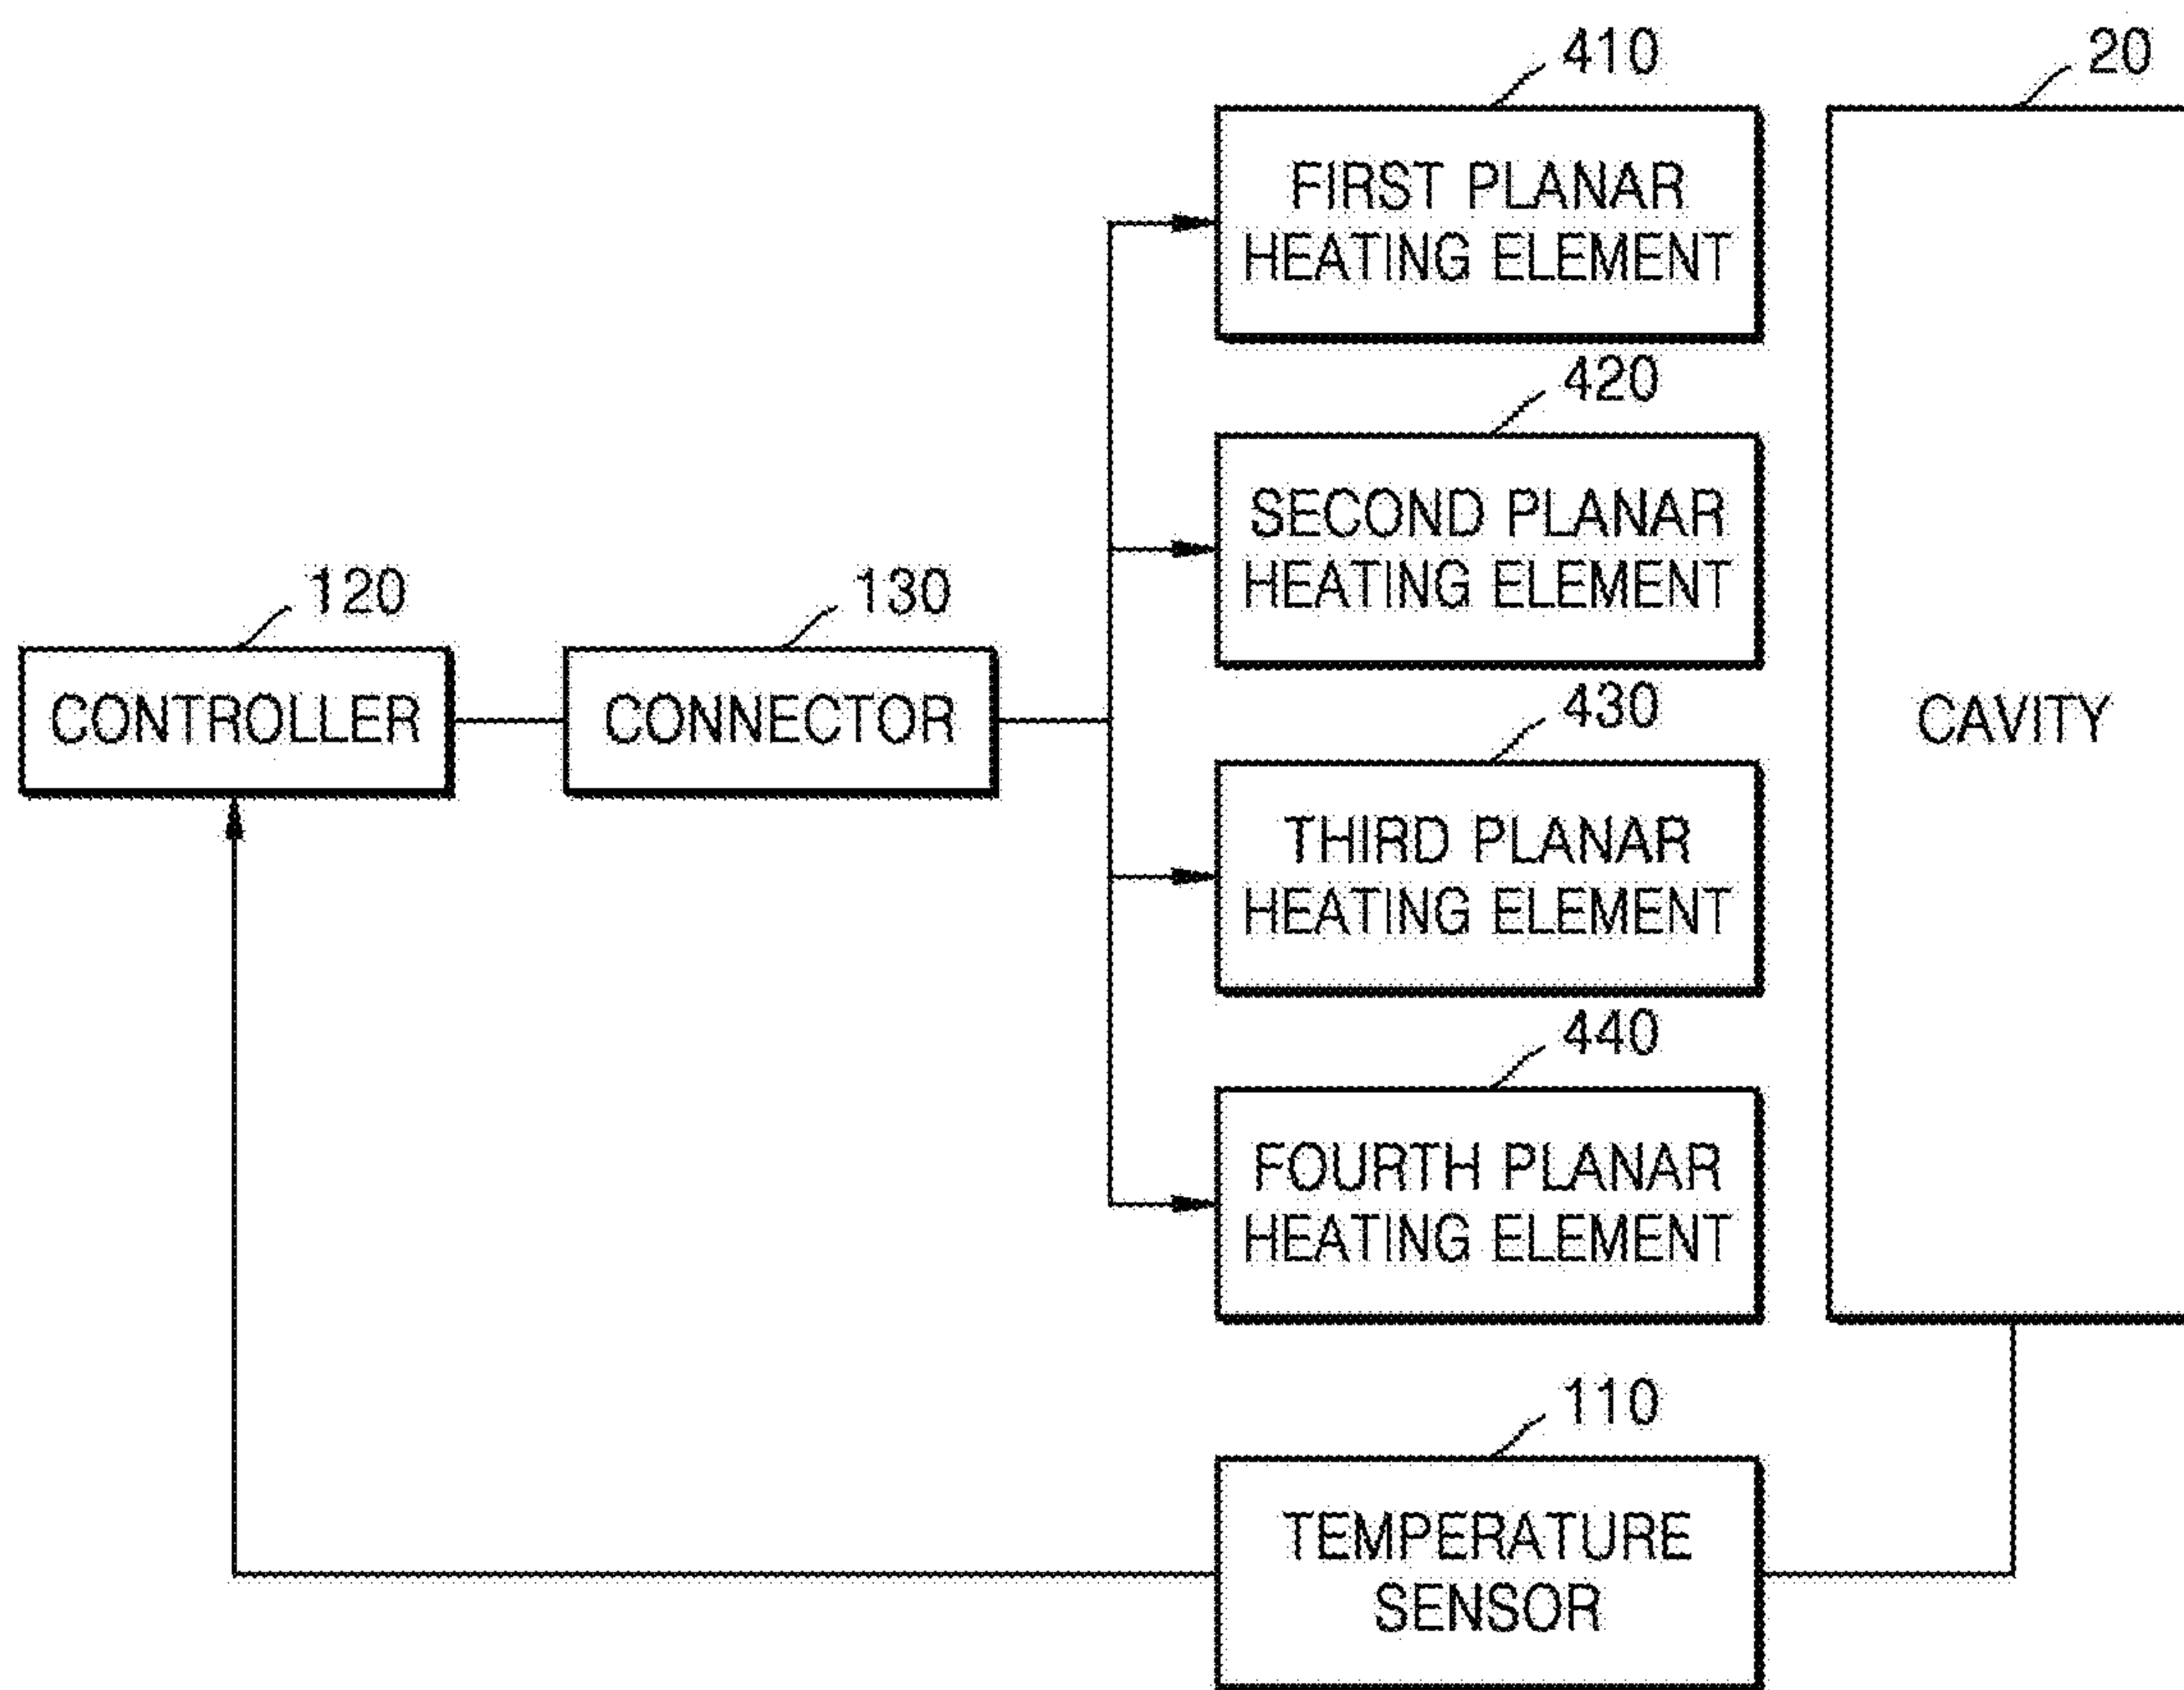 410
20
FIRST PLANAR
HEATING ELEMENT
420
SECOND PLANAR
HEATING ELEMENT
120
130
CONTROLLER
CONNECTOR
430
CAVITY
THIRD PLANAR
HEATING ELEMENT
440
FOURTH PLANAR
HEATING ELEMENT
110
TEMPERATURE
SENSOR